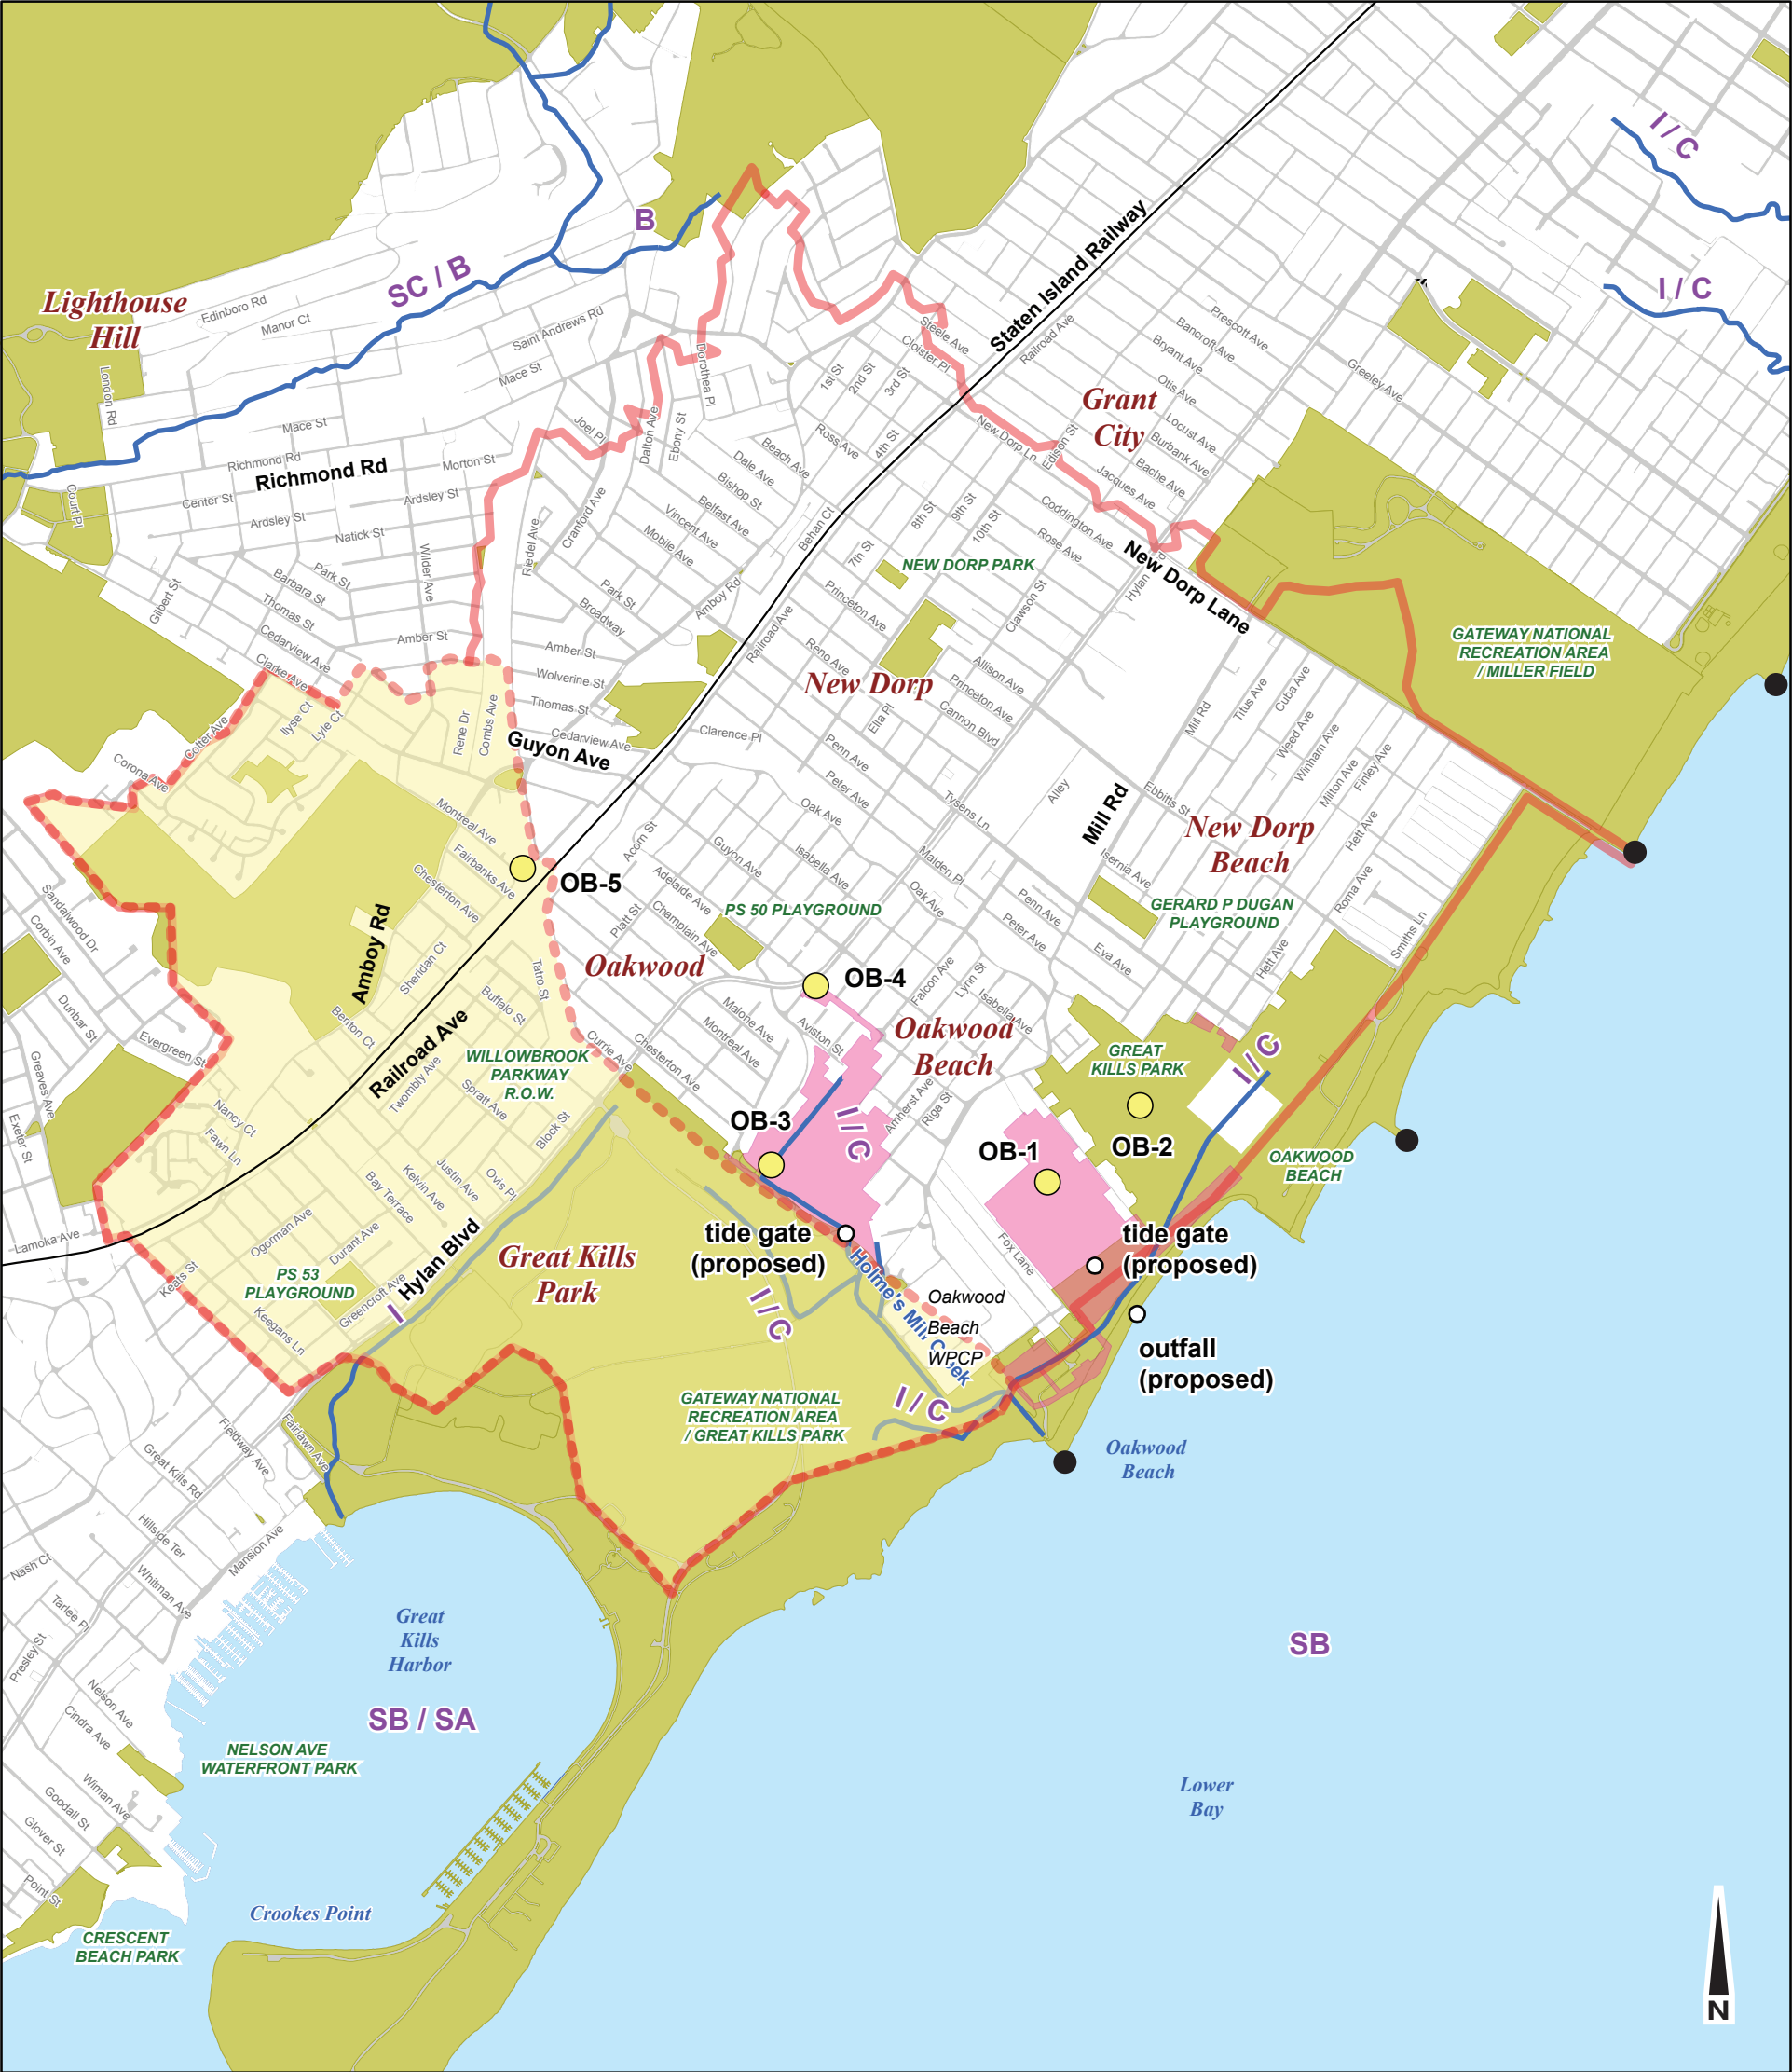 I / C
B
SC / B
I / C
Lighthouse
Hill
Edinboro Rd
Manor Ct
Saint Andrews Rd
Mace St
London Rd
Mace St
Richmond Rd
Richmond Rd
Morton St
Center St
Ardsley St
Ardsley St
Natick St
Court Pl
Wilder Ave
Park St
Barbara St
Thomas St
Gilbert St
Cedarview Ave
Clarke Ave
Amber St
Joel Pl
Dalton Ave
Ebony St
Dorothea Pl
Riedel Ave
Cranford Ave
Beach Ave
Dale Ave
Bishop St
Belfast Ave
Vincent Ave
Mobile Ave
Park St
Broadway
Amboy Rd
Behan Ct
Ross Ave
1st St
2nd St
3rd St
4th St
Steele Ave
Cloister Pl
Staten Island Railway
Railroad Ave
Prescott Ave
Bancroft Ave
Bryant Ave
Otis Ave
Locust Ave
Burbank Ave
Bache Ave
Jacques Ave
Greeley Ave
Grant
City
New Dorp Ln
Edison St
Coddington Ave
Rose Ave
8th St
9th St
10th St
7th St
NEW DORP PARK
New Dorp Lane
Hylan
Clawson St
Princeton Ave
Reno Ave
Railroad Ave
Allison Ave
Princeton Ave
Cannon Blvd
Ella Pl
New Dorp
GATEWAY NATIONAL
RECREATION AREA
/ MILLER FIELD
Amber St
Wolverine St
Thomas St
Cedarview Ave
Guyon Ave
Clarence Pl
Penn Ave
Peter Ave
Oak Ave
Tysens Ln
Alley
Mill Rd
Mill Rd
Titus Ave
Cuba Ave
Weed Ave
Winham Ave
Milton Ave
Finley Ave
Hett Ave
Ebbitts St
New Dorp
Beach
Isernia Ave
GERARD P DUGAN
PLAYGROUND
Roma Ave
Smiths Ln
Hett Ave
Ilyse Ct
Lyle Ct
Rene Dr
Combs Ave
Cotter Ave
Corona Ave
Montreal Ave
Fairbanks Ave
Chesterton Ave
OB-5
Acorn St
Guyon Ave
Isabella Ave
Adelaide Ave
Champlain Ave
Platt St
PS 50 PLAYGROUND
Malden Pl
Oak Ave
Penn Ave
Peter Ave
Eva Ave
Sandalwood Dr
Corbin Ave
Dunbar St
Evergreen St
Greaves Ave
Exeter St
Amboy Rd
Sheridan Ct
Benton Ct
Buffalo St
Tatro St
Oakwood
OB-4
Falcon Ave
Lynn St
Isabella Ave
Oakwood
Beach
Malone Ave
Montreal Ave
Aviston St
Currie Ave
Chesterton Ave
Railroad Ave
WILLOWBROOK
PARKWAY
R.O.W.
Twombly Ave
Spratt Ave
Block St
GREAT
KILLS PARK
I / C
OB-3
I / C
Amherst Ave
Riga St
OB-1
OB-2
OAKWOOD
BEACH
Nancy Ct
Fawn Ln
Justin Ave
Ovis Pl
Kelvin Ave
Bay Terrace
Lamoka Ave
Ogorman Ave
Durant Ave
Keats St
PS 53
PLAYGROUND
Greencroft Ave
Keegans Ln
I
Hylan Blvd
Great Kills
Park
tide gate
(proposed)
Fox Lane
tide gate
(proposed)
I / C
Holme's Mill Creek
Oakwood
Beach
WPCP
outfall
(proposed)
I / C
GATEWAY NATIONAL
RECREATION AREA
/ GREAT KILLS PARK
Oakwood
Beach
Fairlawn Ave
Fieldway Ave
Great Kills Rd
Hillside Ter
Mansion Ave
Nash Ct
Whitman Ave
Tarlee Pl
Presley St
Great
Kills
Harbor
SB
Nelson Ave
Cindra Ave
SB / SA
NELSON AVE
WATERFRONT PARK
Wiman Ave
Goodall St
Glover St
Point St
Lower
Bay
Crookes Point
CRESCENT
BEACH PARK
N